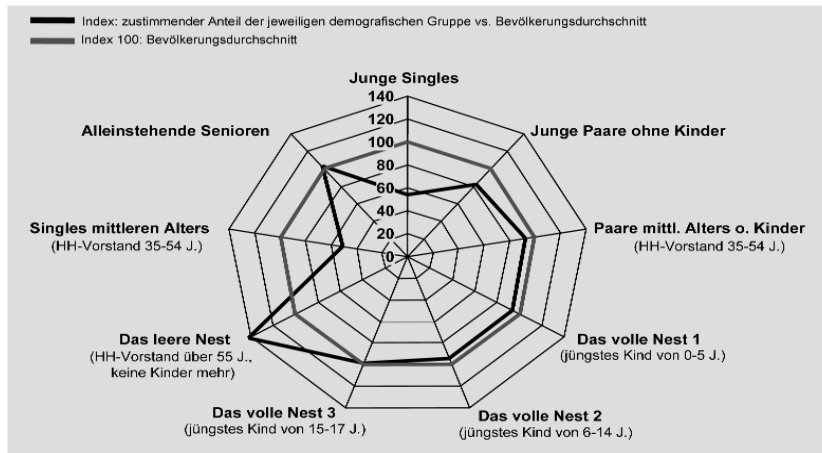 Index: zustimmender Anteil der jeweiligen demografischen Gruppe vs. Bevölkerungsdurchschnitt
Index 100: Bevölkerungsdurchschnitt
Junge Singles
140
120
100
80
60
40
20
0
Alleinstehende Senioren
Junge Paare ohne Kinder
Singles mittleren Alters
(HH-Vorstand 35-54 J.)
Paare mittl. Alters o. Kinder
(HH-Vorstand 35-54 J.)
Das leere Nest
(HH-Vorstand über 55 J.,
keine Kinder mehr)
Das volle Nest 1
(jüngstes Kind von 0-5 J.)
Das volle Nest 3
(jüngstes Kind von 15-17 J.)
Das volle Nest 2
(jüngstes Kind von 6-14 J.)